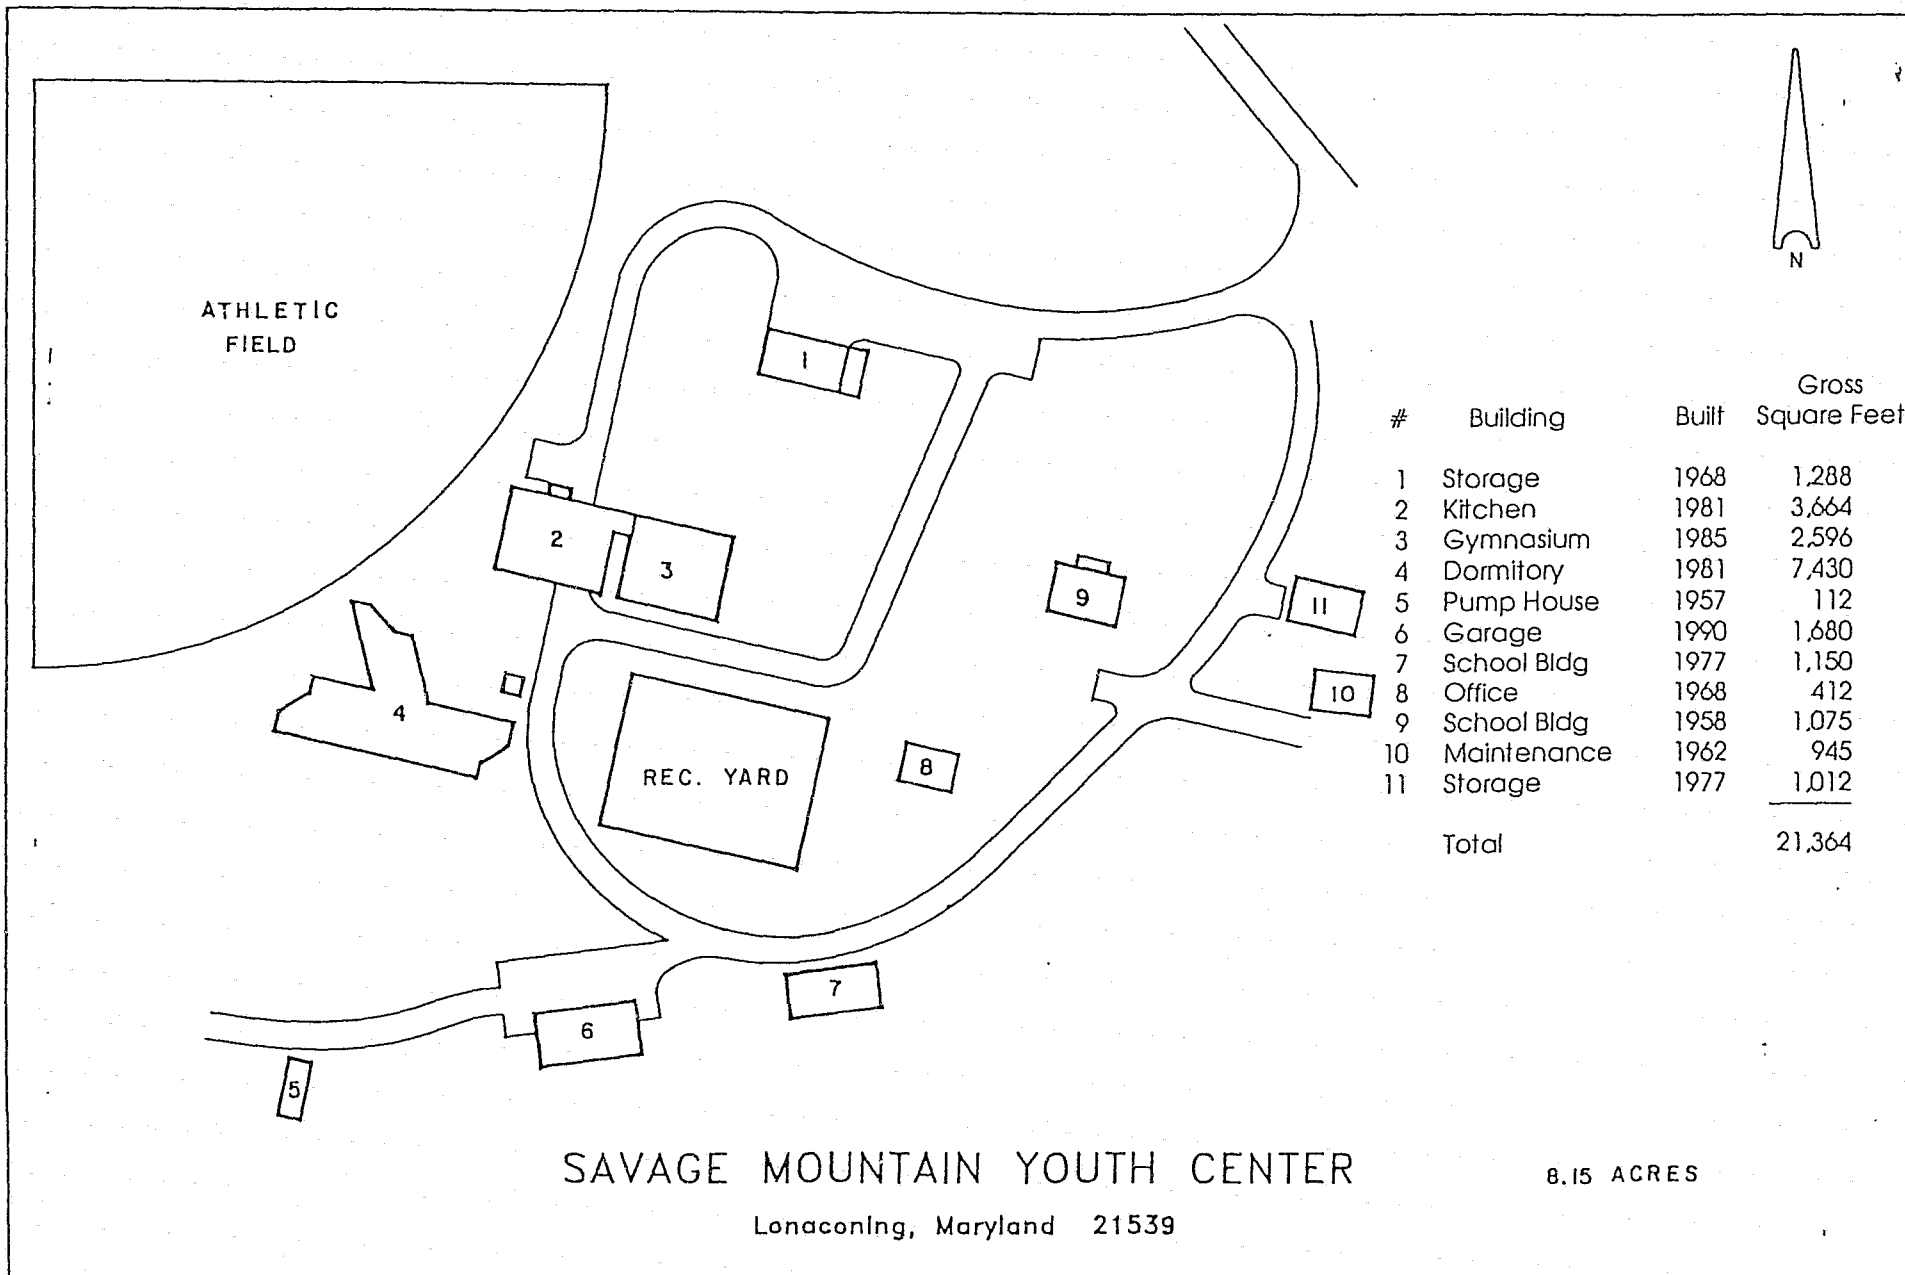 N
ATHLETIC
FIELD
1
2
3
4
REC. YARD
8
9
11
10
7
6
5
Gross
# Building Built Square Feet
1 Storage 1968 1,288
2 Kitchen 1981 3,664
3 Gymnasium 1985 2,596
4 Dormitory 1981 7,430
5 Pump House 1957 112
6 Garage 1990 1,680
7 School Bldg 1977 1,150
8 Office 1968 412
9 School Bldg 1958 1,075
10 Maintenance 1962 945
11 Storage 1977 1,012
Total 21,364
SAVAGE MOUNTAIN YOUTH CENTER
8.15 ACRES
Lonaconing, Maryland 21539